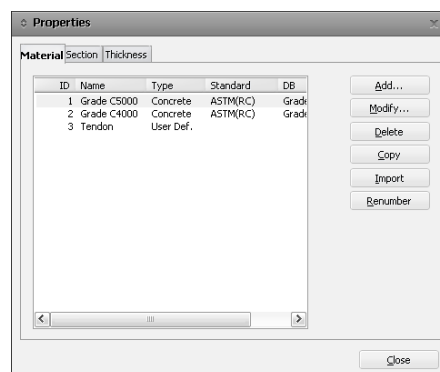 Properties
Material Section Thickness
ID Name Type Standard DB
1 Grade C5000 Concrete ASTM(RC) Grade
2 Grade C4000 Concrete ASTM(RC) Grade
3 Tendon User Def.
Add...
Modify...
Delete
Copy
Import
Renumber
Close